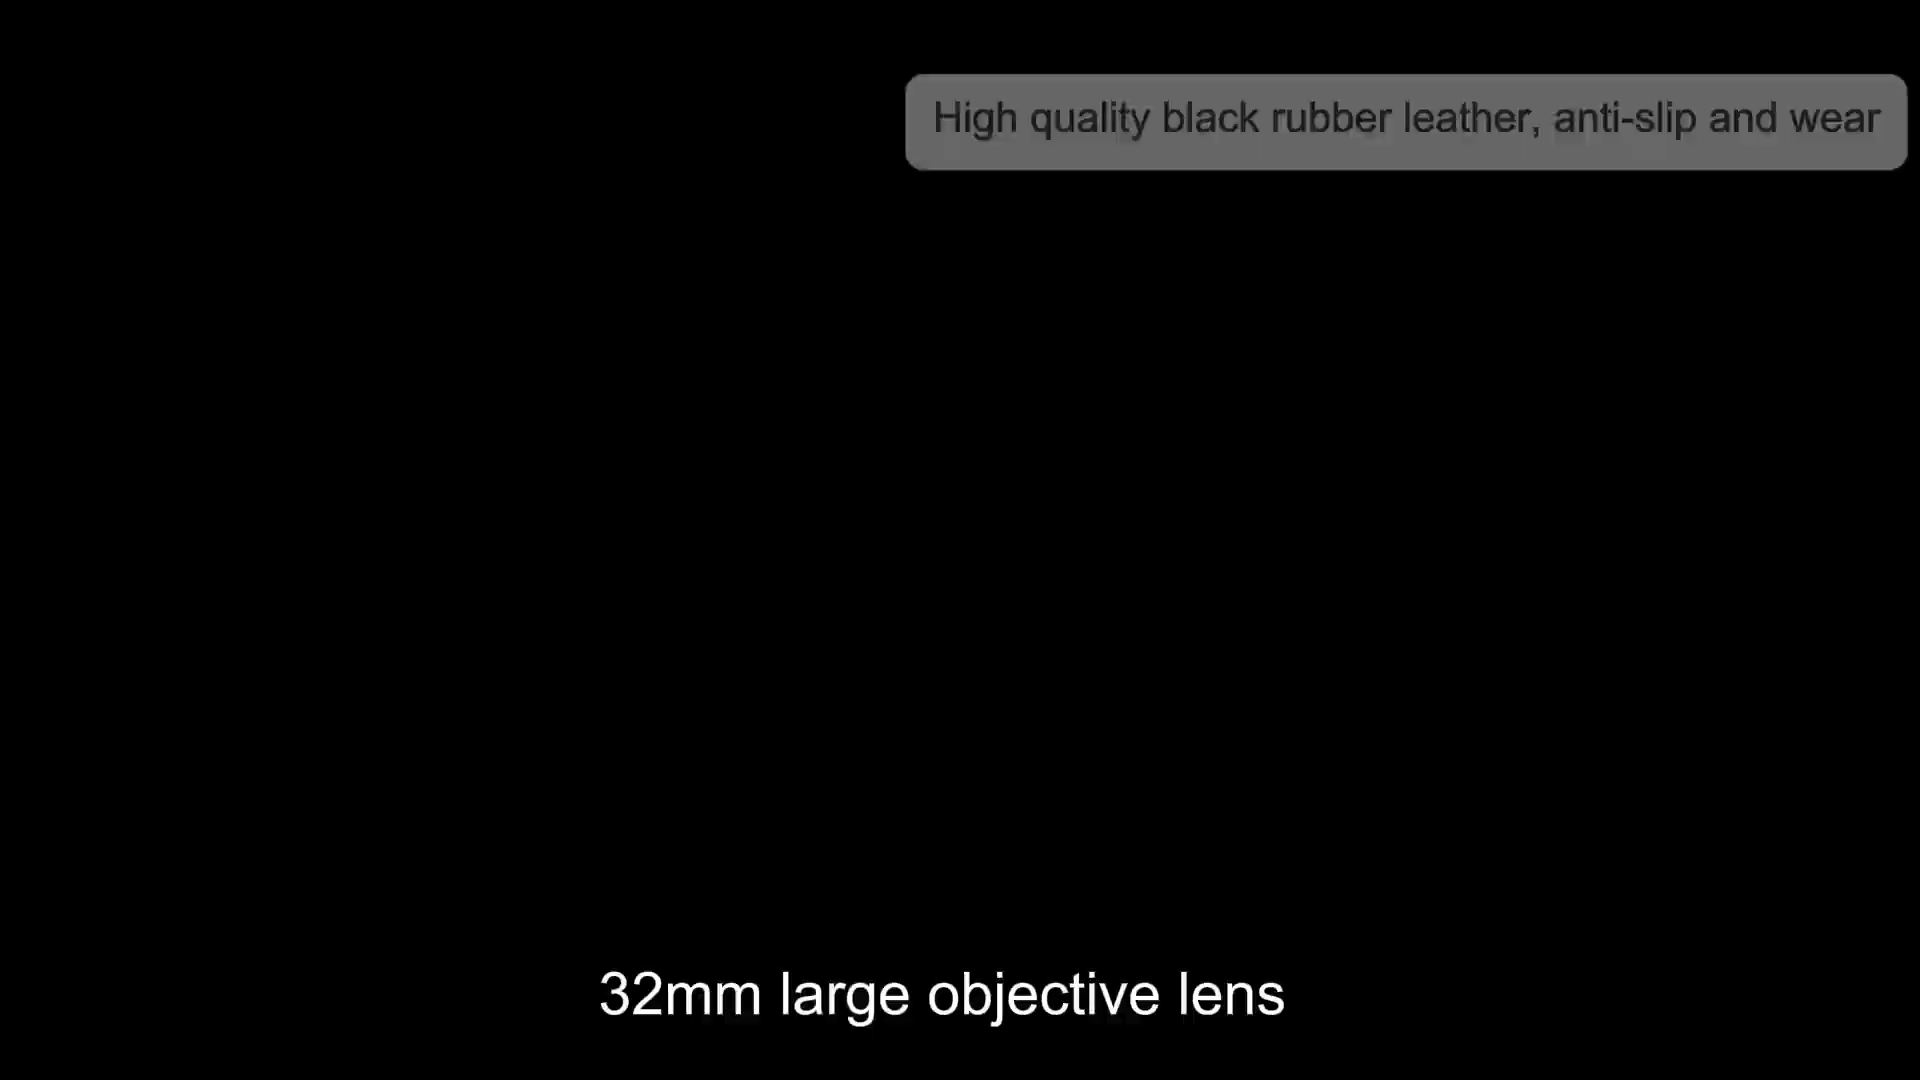 High quality black rubber leather, anti-slip and wear
32mm large objective lens